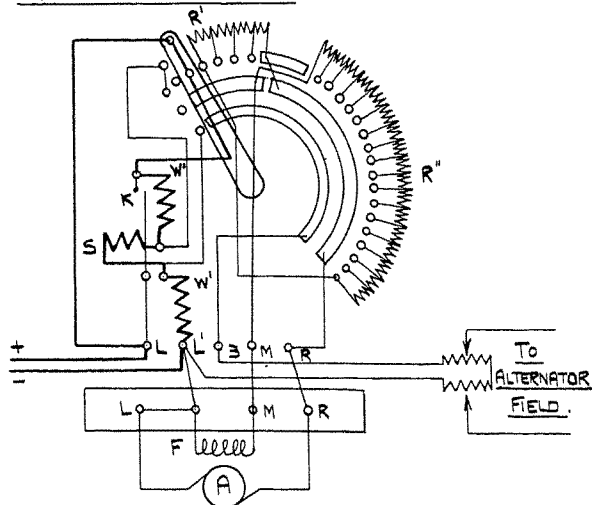 R'
R"
W"
K
S
W'
+
L L' 3 M R
-
TO
ALTERNATOR
FIELD.
L M R
F
A